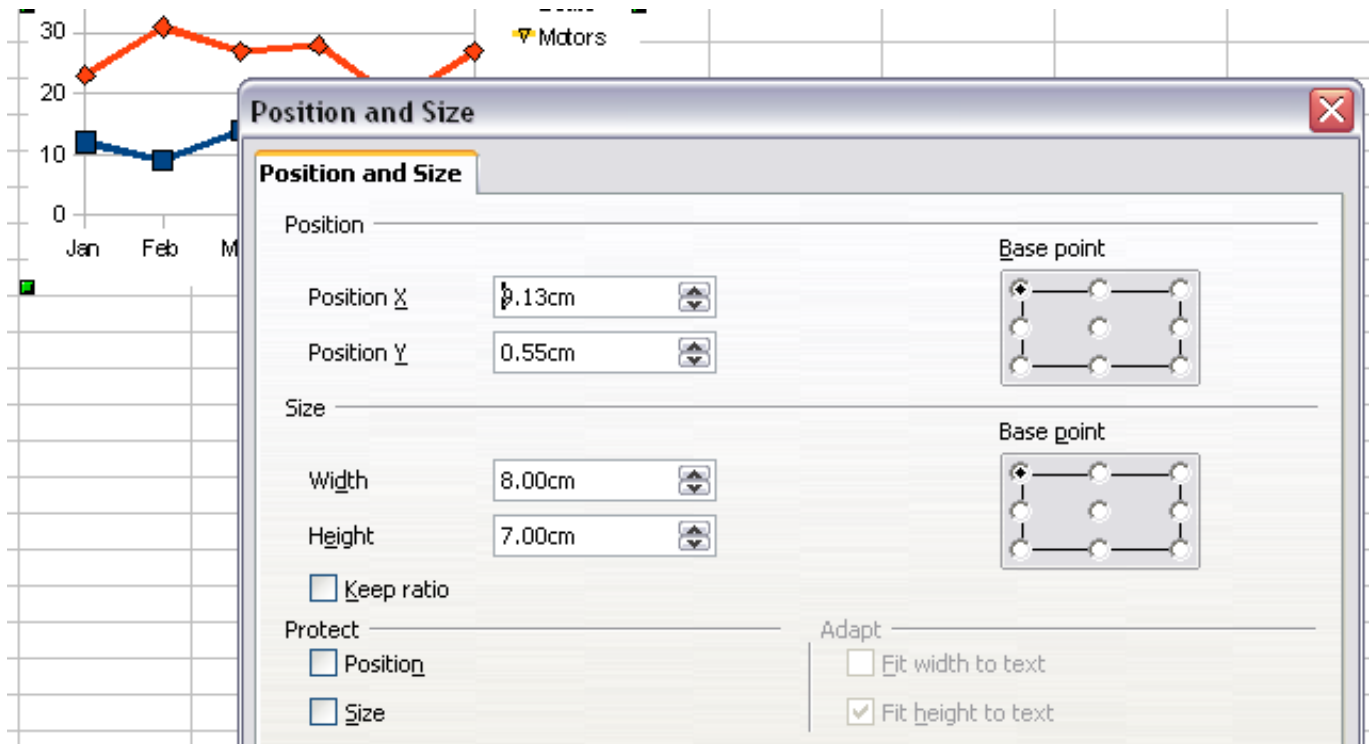 30
Motors
20
10
0
Jan Feb M
Position and Size
Position and Size
Position
Base point
Position X 9.13cm
Position Y 0.55cm
Size
Base point
Width 8.00cm
Height 7.00cm
Keep ratio
Protect
Adapt
Position
Fit width to text
Size
Fit height to text